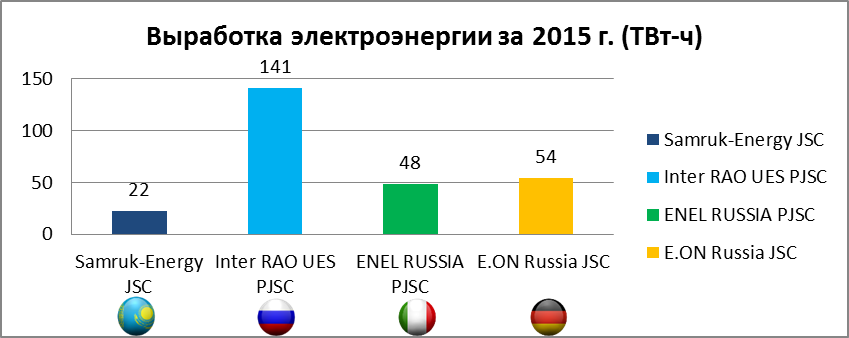 Выработка электроэнергии за 2015 г. (ТВт-ч)
150
100
50
0
22
141
48
54
Samruk-Energy
JSC
Inter RAO UES
PJSC
ENEL RUSSIA
PJSC
E.ON Russia JSC
Samruk-Energy JSC
Inter RAO UES PJSC
ENEL RUSSIA PJSC
E.ON Russia JSC